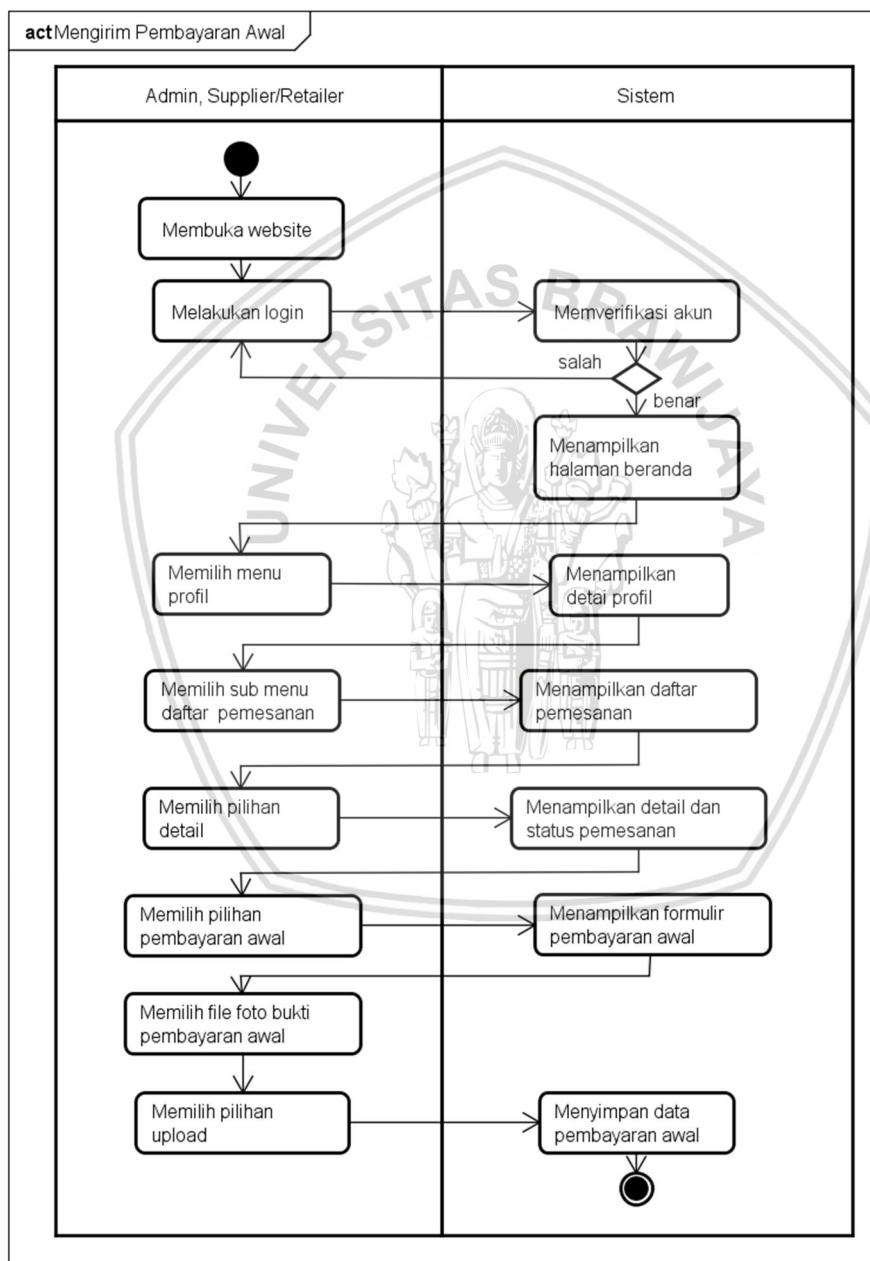 act Mengirim Pembayaran Awal
Admin, Supplier/Retailer
Sistem
Membuka website
Melakukan login
Memverifikasi akun
salah
benar
Menampilkan
halaman beranda
Memilih menu
profil
Menampilkan
detai profil
Memilih sub menu
daftar pemesanan
Menampilkan daftar
pemesanan
Memilih pilihan
detail
Menampilkan detail dan
status pemesanan
Memilih pilihan
pembayaran awal
Menampilkan formulir
pembayaran awal
Memilih file foto bukti
pembayaran awal
Memilih pilihan
upload
Menyimpan data
pembayaran awal
UNIVERSITAS BRAWIJAYA